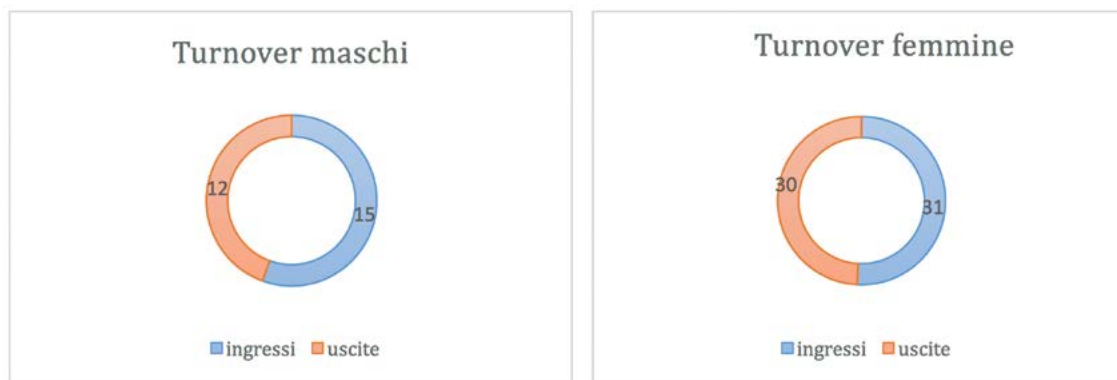 Turnover maschi
12
15
ingressi uscite
Turnover femmine
30
31
ingressi uscite